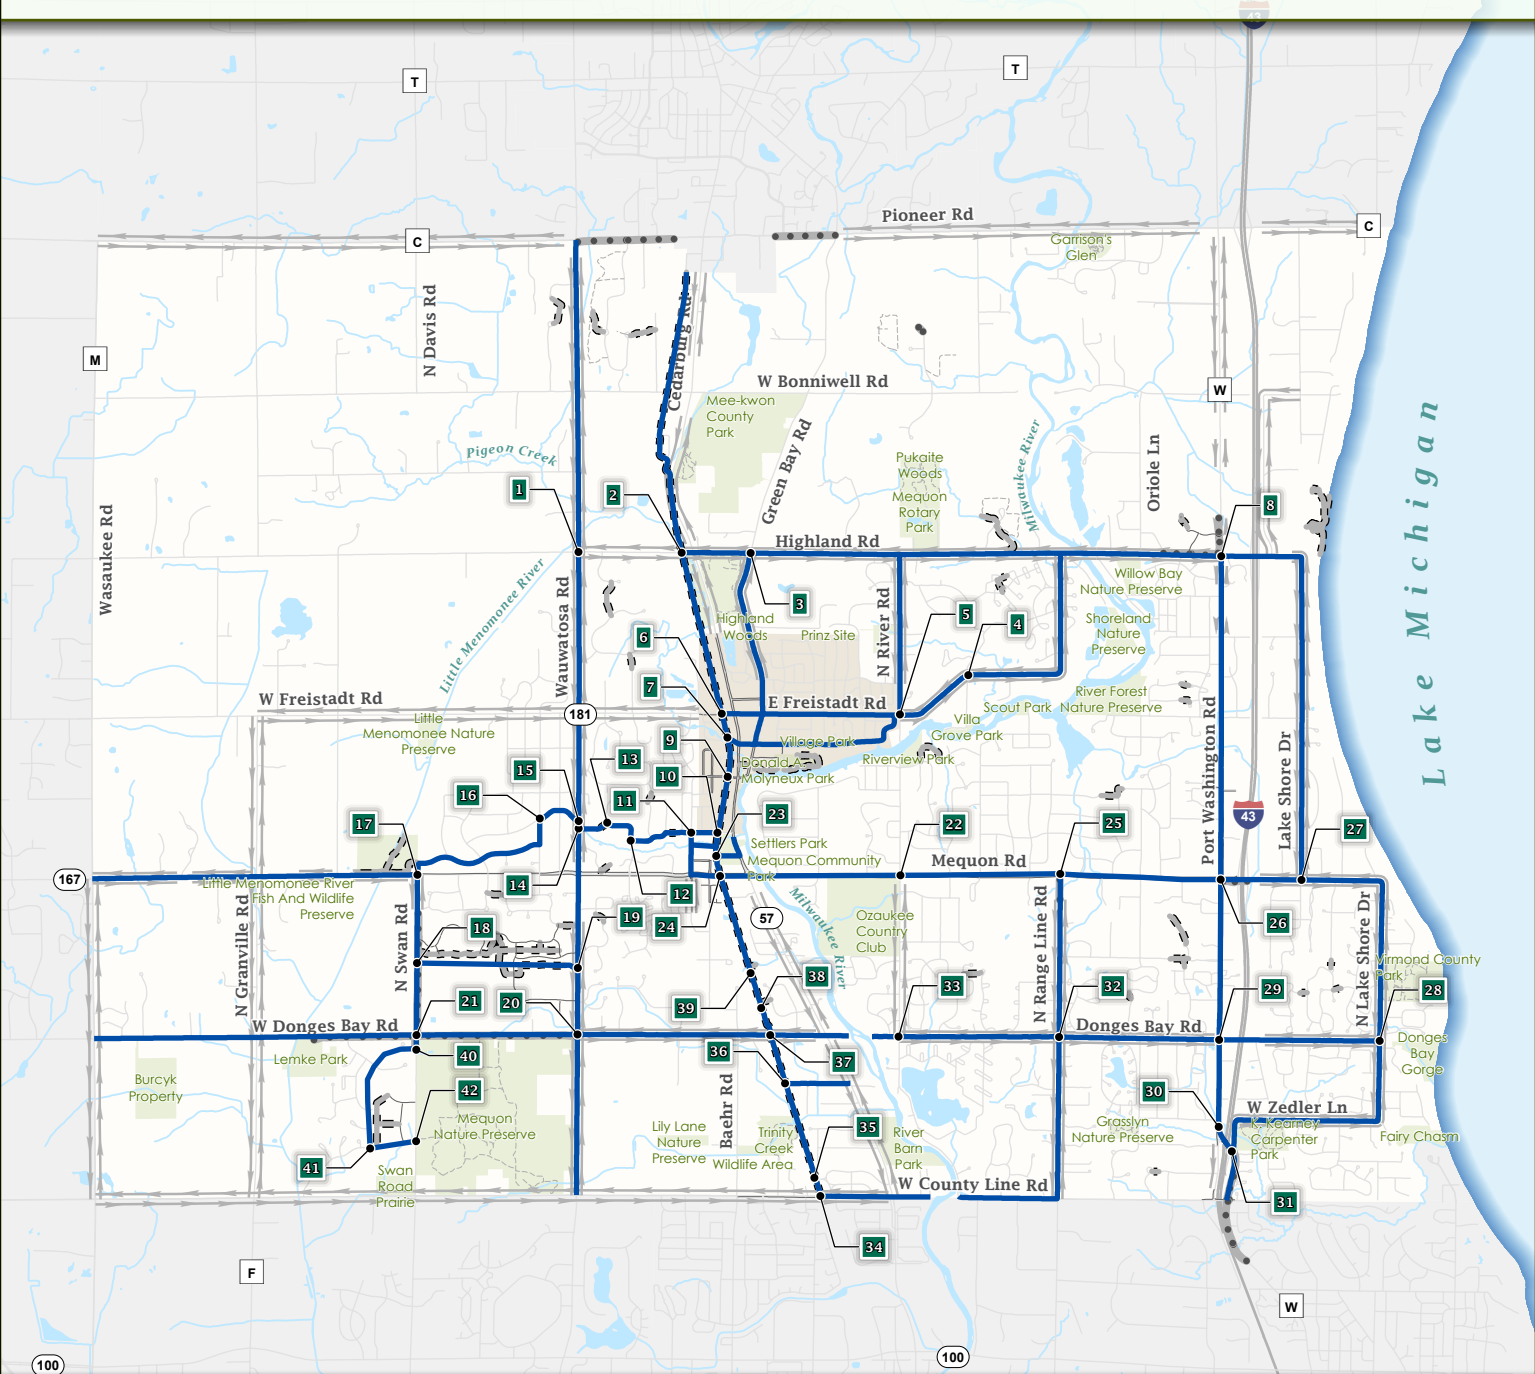 43
T
T
Pioneer Rd
C
C
Garrison's
Glen
N Davis Rd
Cedarburg Rd
M
W Bonniwell Rd
W
Mee-kwon
County
Park
Green Bay Rd
Pigeon Creek
Pukaite
Woods
Mequon
Rotary
Park
Milwaukee River
Oriole Ln
Lake Michigan
1
2
8
Wasaukee Rd
Highland Rd
Little Menomonee River
Wauwatosa Rd
Willow Bay
Nature Preserve
3
N River Rd
5
4
Highland
Woods
Prinz Site
Shoreland
Nature
Preserve
6
7
W Freistadt Rd
E Freistadt Rd
River Forest
Nature Preserve
Scout Park
181
Little
Menomonee Nature
Preserve
Villa
Grove Park
Port Washington Rd
Lake Shore Dr
9
Village Park
13
Donald A.
Molyneux Park
Riverview Park
15
10
16
11
23
43
17
22
25
27
Settlers Park
Mequon Community
Park
Mequon Rd
167
Little Menomonee River
Fish And Wildlife
Preserve
14
12
N Granville Rd
N Swan Rd
18
19
24
57
Milwaukee River
Ozaukee
Country
Club
N Range Line Rd
26
N Lake Shore Dr
Virmond County
Park
38
33
32
29
28
21
20
39
W Donges Bay Rd
Donges Bay Rd
Lemke Park
40
36
37
Donges
Bay
Gorge
Burcyk
Property
42
Baehr Rd
30
W Zedler Ln
Mequon
Nature Preserve
Lily Lane
Nature
Preserve
Trinity
Creek
Wildlife Area
35
River
Barn
Park
Grasslyn
Nature Preserve
K. Kearney
Carpenter
Park
Fairy Chasm
41
Swan
Road
Prairie
W County Line Rd
31
34
F
W
100
100